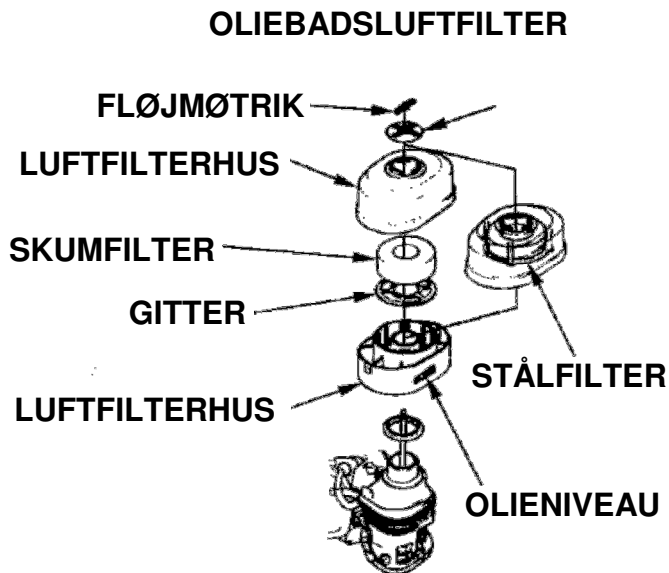 OLIEBADSLUFTFILTER
FLØJMØTRIK
LUFTFILTERHUS
SKUMFILTER
GITTER
STÅLFILTER
LUFTFILTERHUS
OLIENIVEAU